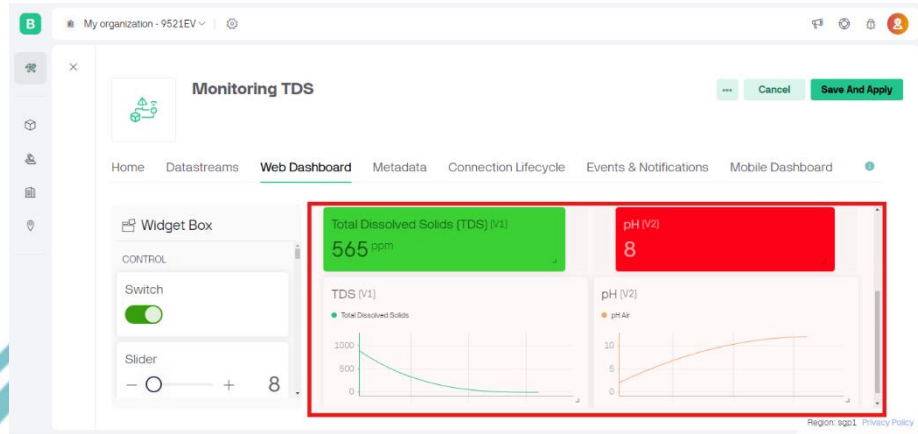 B
My organization - 9521EV
Monitoring TDS
Cancel
Save And Apply
Home Datastreams Web Dashboard Metadata Connection Lifecycle Events & Notifications Mobile Dashboard
Widget Box
CONTROL
Switch
Slider
8
Total Dissolved Solids (TDS) (V1)
565 ppm
pH (V2)
8
TDS (V1)
Total Dissolved Solids
1000
500
0
pH (V2)
pH Air
10
5
0
Region: sgp1 Privacy Policy